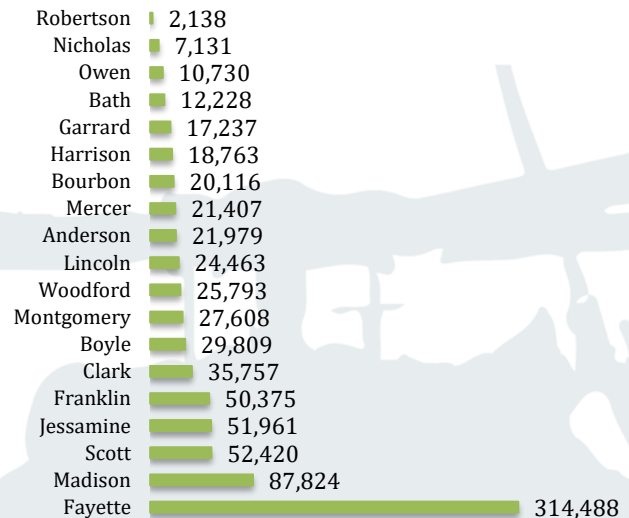 Robertson 2,138
Nicholas 7,131
Owen 10,730
Bath 12,228
Garrard 17,237
Harrison 18,763
Bourbon 20,116
Mercer 21,407
Anderson 21,979
Lincoln 24,463
Woodford 25,793
Montgomery 27,608
Boyle 29,809
Clark 35,757
Franklin 50,375
Jessamine 51,961
Scott 52,420
Madison 87,824
Fayette 314,488